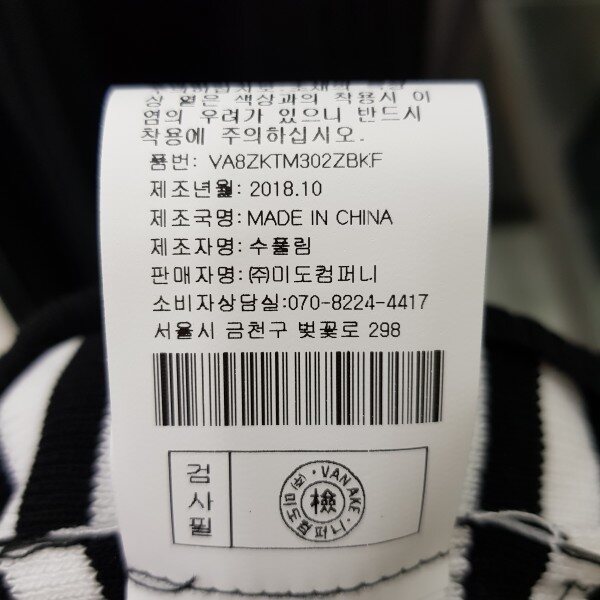 상 옅은 색상과의 착용시 이
염의 우려가 있으니 반드시
착용에 주의하십시오.
품번: VA8ZKTM302ZBKF
제조년월: 2018.10
제조국명: MADE IN CHINA
제조자명: 수풀림
판매자명: ㈜미도컴퍼니
소비자상담실:070-8224-4417
서울시 금천구 벚꽃로 298
검사필
VAN AKE · ㈜미도컴퍼니 ·
檢